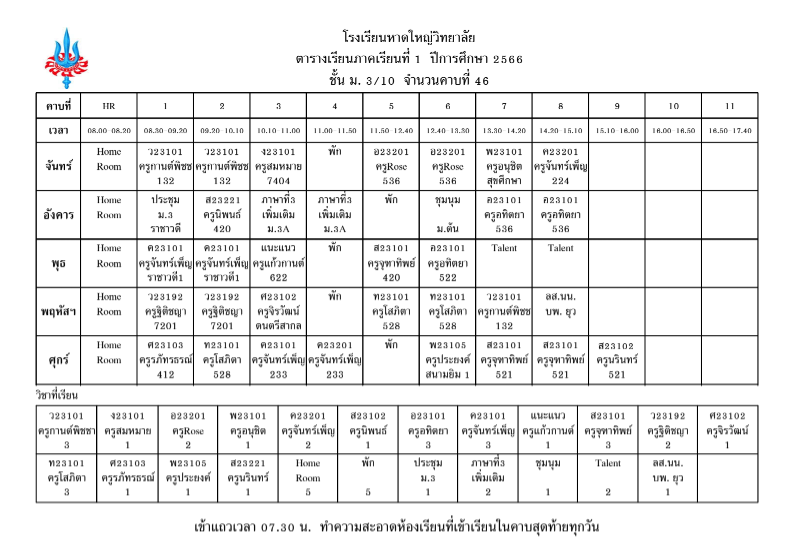 โรงเรียนหาดใหญ่วิทยาลัย
ตารางเรียนภาคเรียนที่ 1 ปีการศึกษา 2566
ชั้น ม. 3/10 จำนวนคาบที่ 46
คาบที่ HR 1 2 3 4 5 6 7 8 9 10 11
เวลา 08.00-08.20 08.30-09.20 09.20-10.10 10.10-11.00 11.00-11.50 11.50-12.40 12.40-13.30 13.30-14.20 14.20-15.10 15.10-16.00 16.00-16.50 16.50-17.40
Home ว23101 ว23101 ง23101 พัก อ23201 อ23201 พ23101 ค23201
จันทร์ Room ครูกานต์พิชช ครูกานต์พิชช ครูสมหมาย ครูRose ครูRose ครูอนุชิต ครูจันทร์เพ็ญ
132 132 7404 536 536 สุขศึกษา 224
Home ประชุม ส23221 ภาษาที่3 ภาษาที่3 พัก ชุมนุม อ23101 อ23101
อังคาร Room ม.3 ครูนิพนธ์ เพิ่มเติม เพิ่มเติม ครูอทิตยา ครูอทิตยา
ราชาวดี 420 ม.3A ม.3A ม.ต้น 536 536
Home ค23101 ค23101 แนะแนว พัก ส23101 อ23101 Talent Talent
พุธ Room ครูจันทร์เพ็ญ ครูจันทร์เพ็ญ ครูแก้วกานต์ ครูจุฑาทิพย์ ครูอทิตยา
ราชาวดี1 ราชาวดี1 622 420 522
Home ว23192 ว23192 ศ23102 พัก ท23101 ท23101 ว23101 ลส.นน.
พฤหัสฯ Room ครูฐิติชญา ครูฐิติชญา ครูจิรวัฒน์ ครูโสภิตา ครูโสภิตา ครูกานต์พิชช บพ. ยุว
7201 7201 ดนตรีสากล 528 528 132
Home ศ23103 ท23101 ค23101 ค23201 พัก พ23105 ส23101 ส23101 ส23102
ศุกร์ Room ครูรภัทรธรณ์ ครูโสภิตา ครูจันทร์เพ็ญ ครูจันทร์เพ็ญ ครูประยงค์ ครูจุฑาทิพย์ ครูจุฑาทิพย์ ครูนรินทร์
412 528 233 233 สนามยิม 1 521 521 521
วิชาที่เรียน
ว23101 ง23101 อ23201 พ23101 ค23201 ส23102 อ23101 ค23101 แนะแนว ส23101 ว23192 ศ23102
ครูกานต์พิชชา ครูสมหมาย ครูRose ครูอนุชิต ครูจันทร์เพ็ญ ครูนิพนธ์ ครูอทิตยา ครูจันทร์เพ็ญ ครูแก้วกานต์ ครูจุฑาทิพย์ ครูฐิติชญา ครูจิรวัฒน์
3 1 2 1 2 1 3 3 1 3 2 1
ท23101 ศ23103 พ23105 ส23221 Home พัก ประชุม ภาษาที่3 ชุมนุม Talent ลส.นน.
ครูโสภิตา ครูรภัทรธรณ์ ครูประยงค์ ครูนรินทร์ Room ม.3 เพิ่มเติม บพ. ยุว
3 1 1 1 5 5 1 2 1 2 1
เข้าแถวเวลา 07.30 น. ทำความสะอาดห้องเรียนที่เข้าเรียนในคาบสุดท้ายทุกวัน